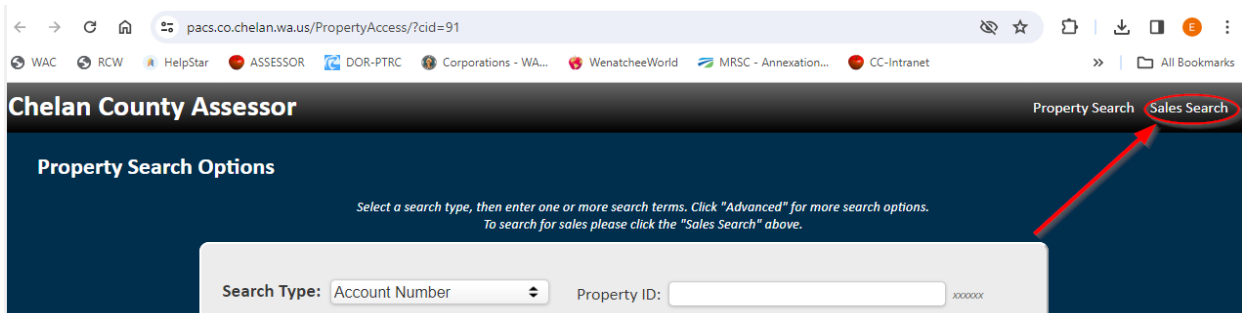 pacs.co.chelan.wa.us/PropertyAccess/?cid=91
E
WAC RCW HelpStar ASSESSOR DOR-PTRC Corporations - WA... WenatcheeWorld MRSC - Annexation... CC-Intranet » All Bookmarks
Chelan County Assessor Property Search Sales Search
Property Search Options
Select a search type, then enter one or more search terms. Click "Advanced" for more search options.
To search for sales please click the "Sales Search" above.
Search Type: Account Number Property ID: xxxxxx